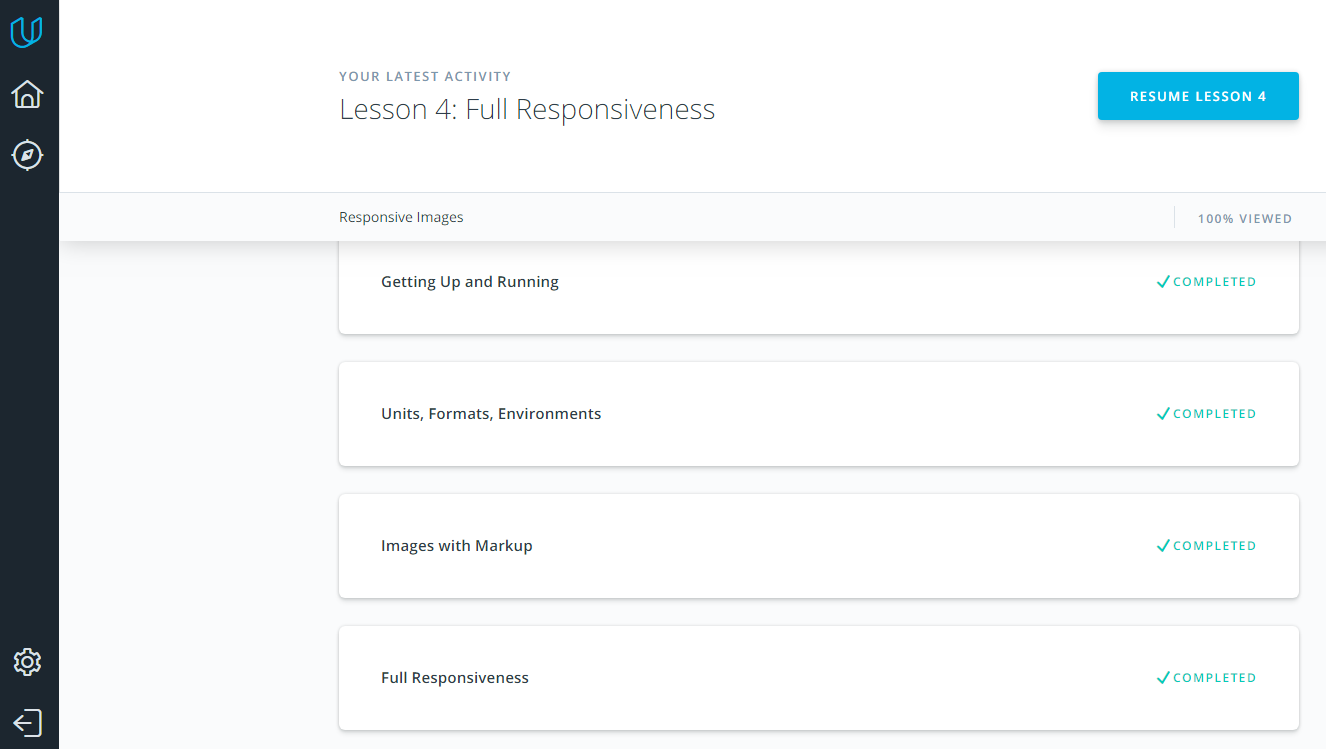 YOUR LATEST ACTIVITY
Lesson 4: Full Responsiveness
RESUME LESSON 4
Responsive Images
100% VIEWED
Getting Up and Running
COMPLETED
Units, Formats, Environments
COMPLETED
Images with Markup
COMPLETED
Full Responsiveness
COMPLETED